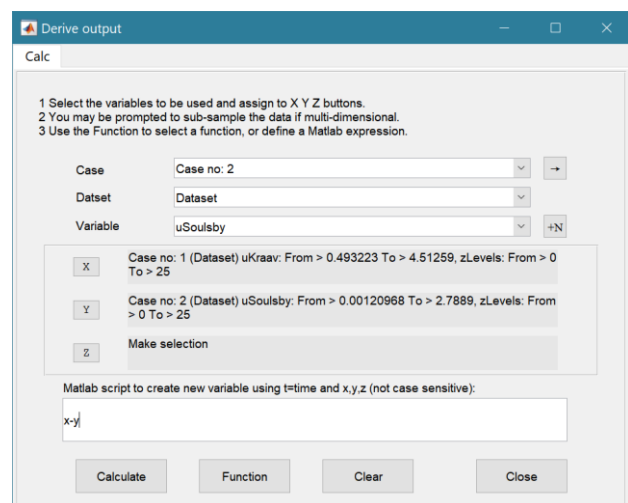 Derive output
Calc
1 Select the variables to be used and assign to X Y Z buttons.
2 You may be prompted to sub-sample the data if multi-dimensional.
3 Use the Function to select a function, or define a Matlab expression.
Case Case no: 2 →
Datset Dataset
Variable uSoulsby +N
X Case no: 1 (Dataset) uKraav: From > 0.493223 To > 4.51259, zLevels: From > 0
To > 25
Y Case no: 2 (Dataset) uSoulsby: From > 0.00120968 To > 2.7889, zLevels: From
> 0 To > 25
Z Make selection
Matlab script to create new variable using t=time and x,y,z (not case sensitive):
x-y
Calculate Function Clear Close